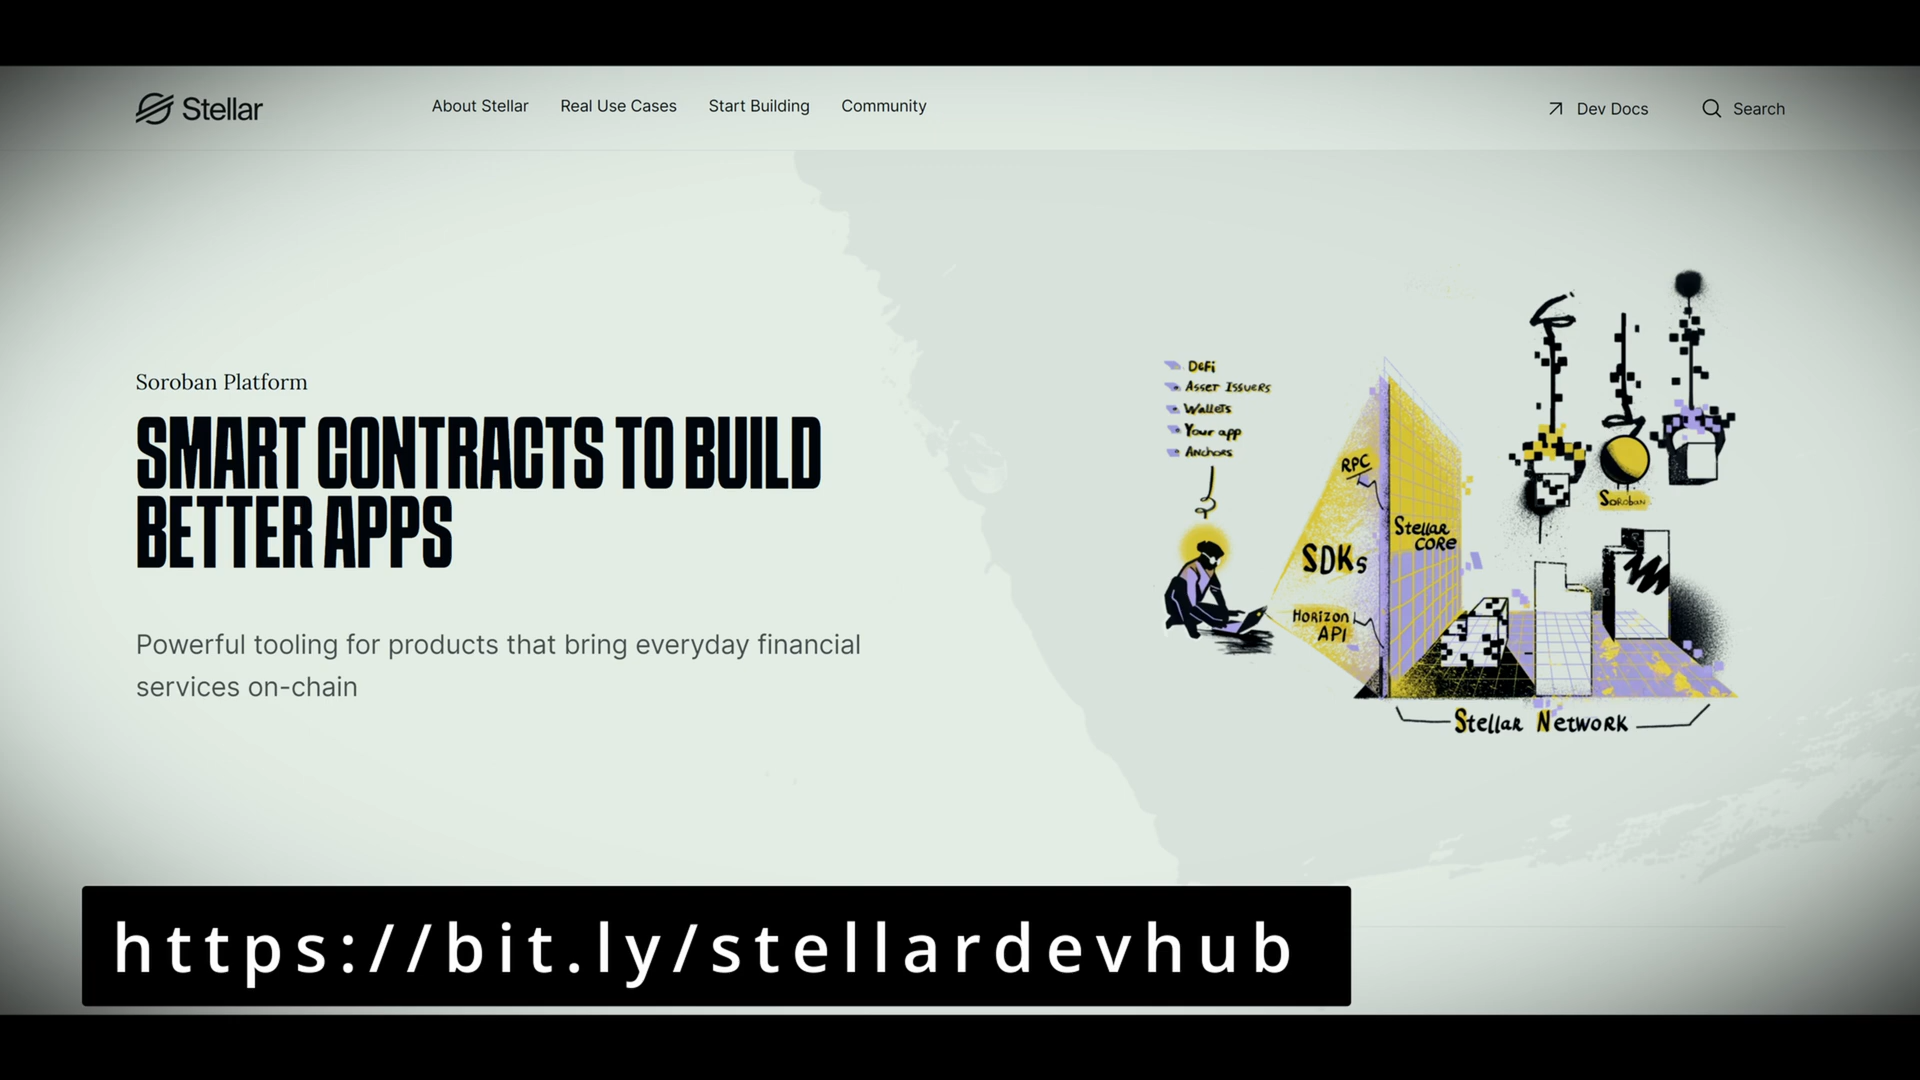 Stellar
About Stellar
Real Use Cases
Start Building
Community
Dev Docs
Search
Soroban Platform
SMART CONTRACTS TO BUILD
BETTER APPS
Powerful tooling for products that bring everyday financial
services on-chain
DeFi
Asset Issuers
Wallets
Your app
Anchors
RPC
SDKs
Horizon
API
Stellar
Core
Soroban
Stellar Network
https://bit.ly/stellardevhub